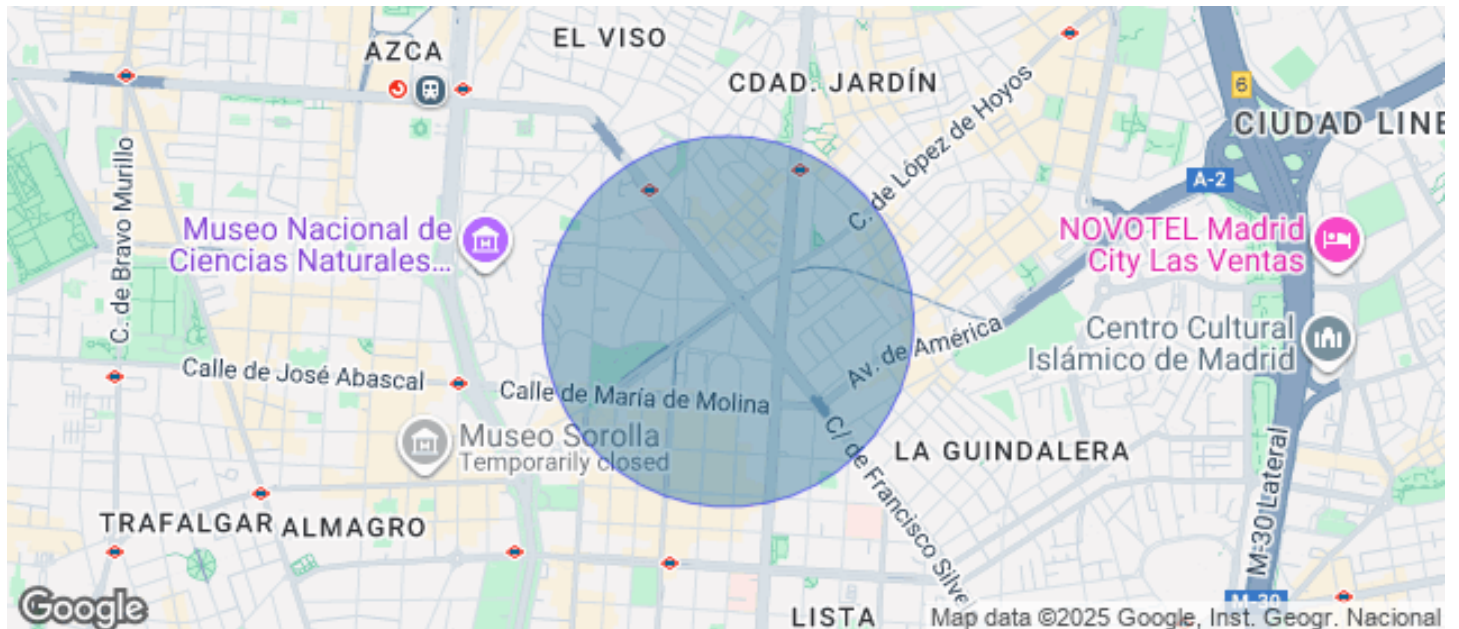 EL VISO
AZCA
CDAD. JARDÍN
6
CIUDAD LINE
C. de López de Hoyos
C. de Bravo Murillo
A-2
Museo Nacional de
Ciencias Naturales...
NOVOTEL Madrid
City Las Ventas
Av. de América
Centro Cultural
Islámico de Madrid
Calle de José Abascal
Calle de María de Molina
Museo Sorolla
Temporarily closed
C/ de Francisco Silve
LA GUINDALERA
M-30 Lateral
TRAFALGAR
ALMAGRO
M-30
Google
LISTA
Map data ©2025 Google, Inst. Geogr. Nacional